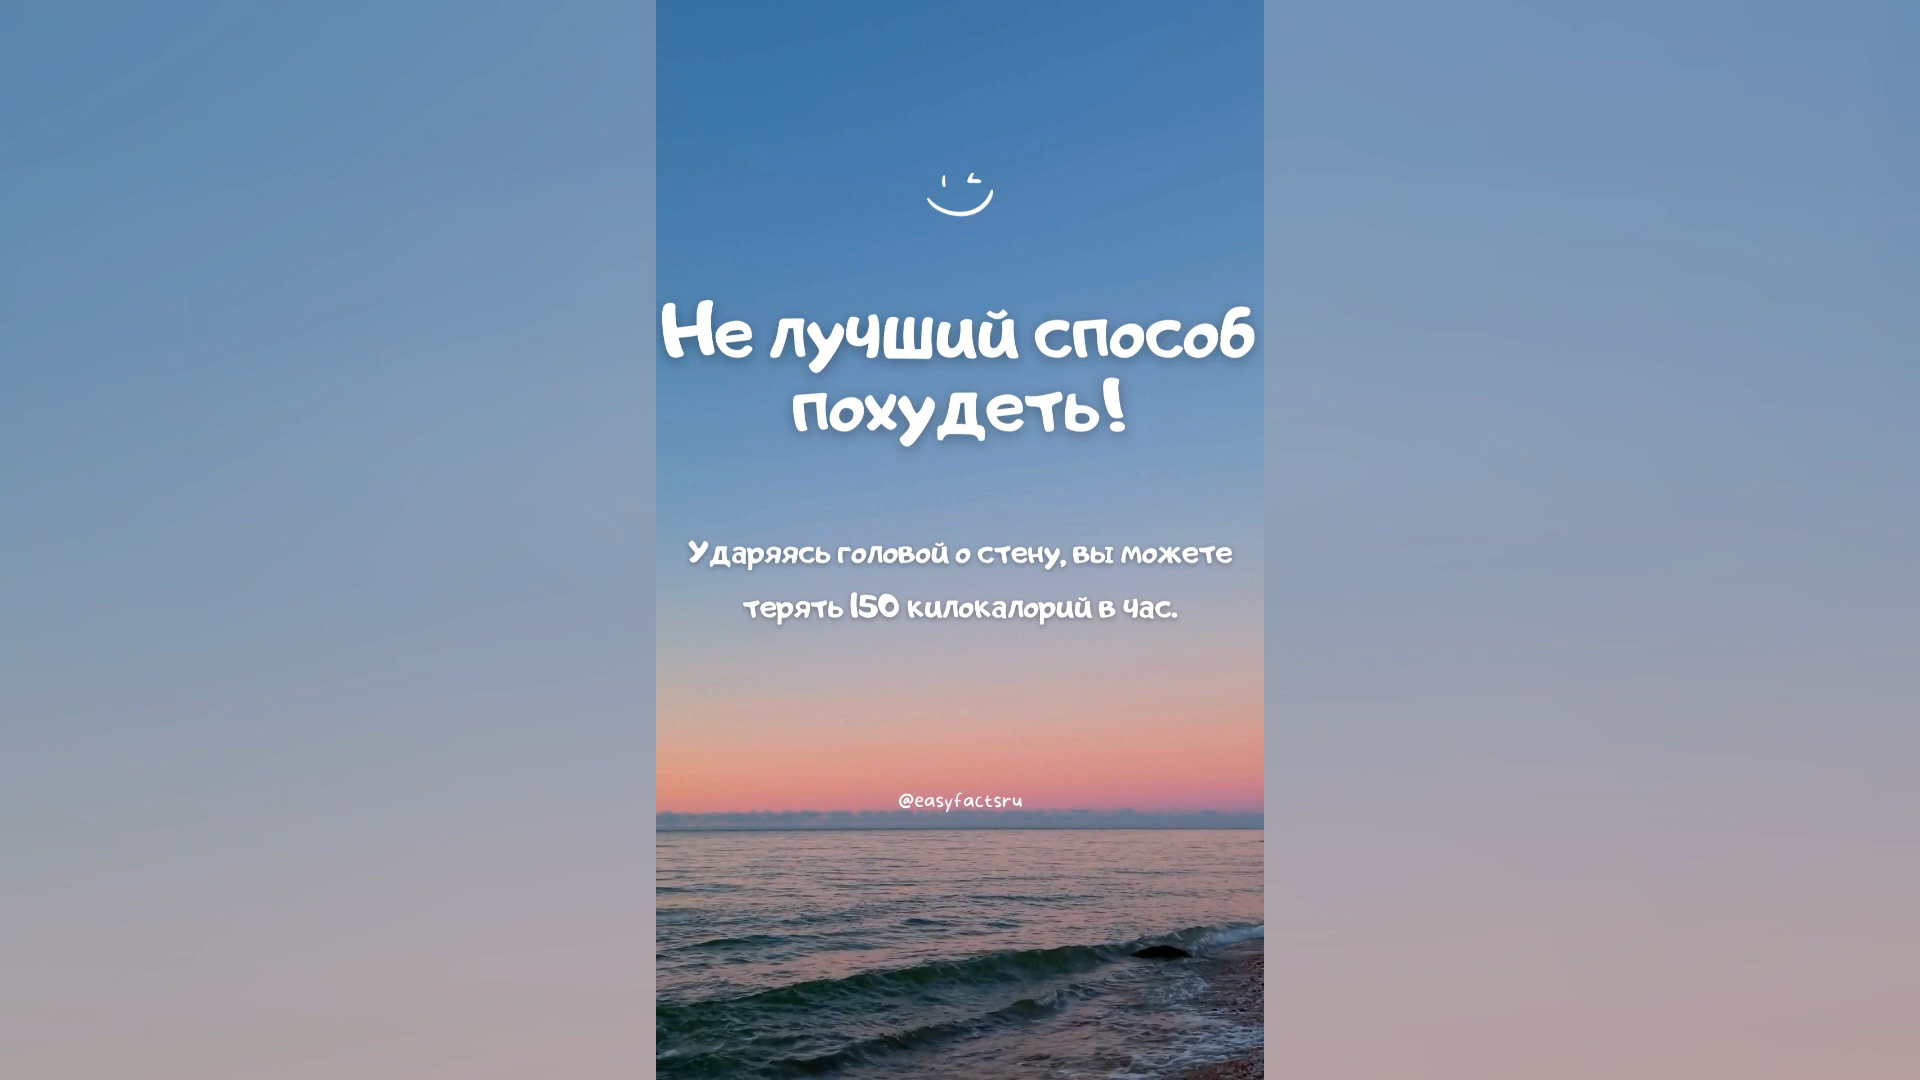 Не лучший способ
похудеть!
Ударяясь головой о стену, вы можете
терять 150 килокалорий в час.
@easyfactsru